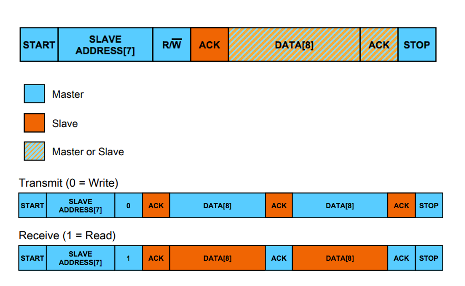 START SLAVE ADDRESS[7] R/W̅ ACK DATA[8] ACK STOP
Master
Slave
Master or Slave
Transmit (0 = Write)
START SLAVE ADDRESS[7] 0 ACK DATA[8] ACK DATA[8] ACK STOP
Receive (1 = Read)
START SLAVE ADDRESS[7] 1 ACK DATA[8] ACK DATA[8] ACK STOP